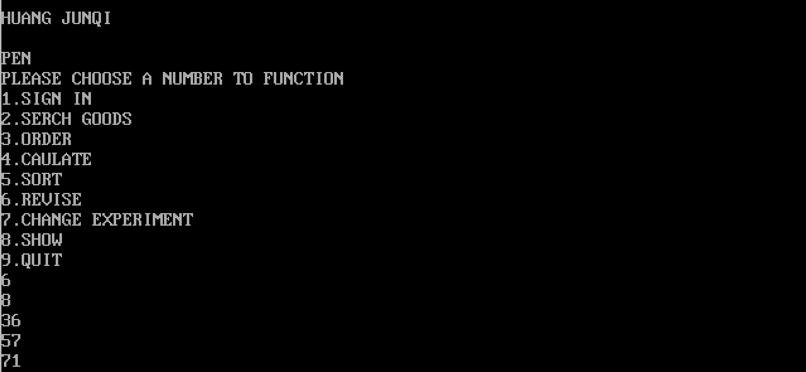 HUANG JUNQI
PEN
PLEASE CHOOSE A NUMBER TO FUNCTION
1.SIGN IN
2.SERCH GOODS
3.ORDER
4.CAULATE
5.SORT
6.REVISE
7.CHANGE EXPERIMENT
8.SHOW
9.QUIT
6
8
36
57
71